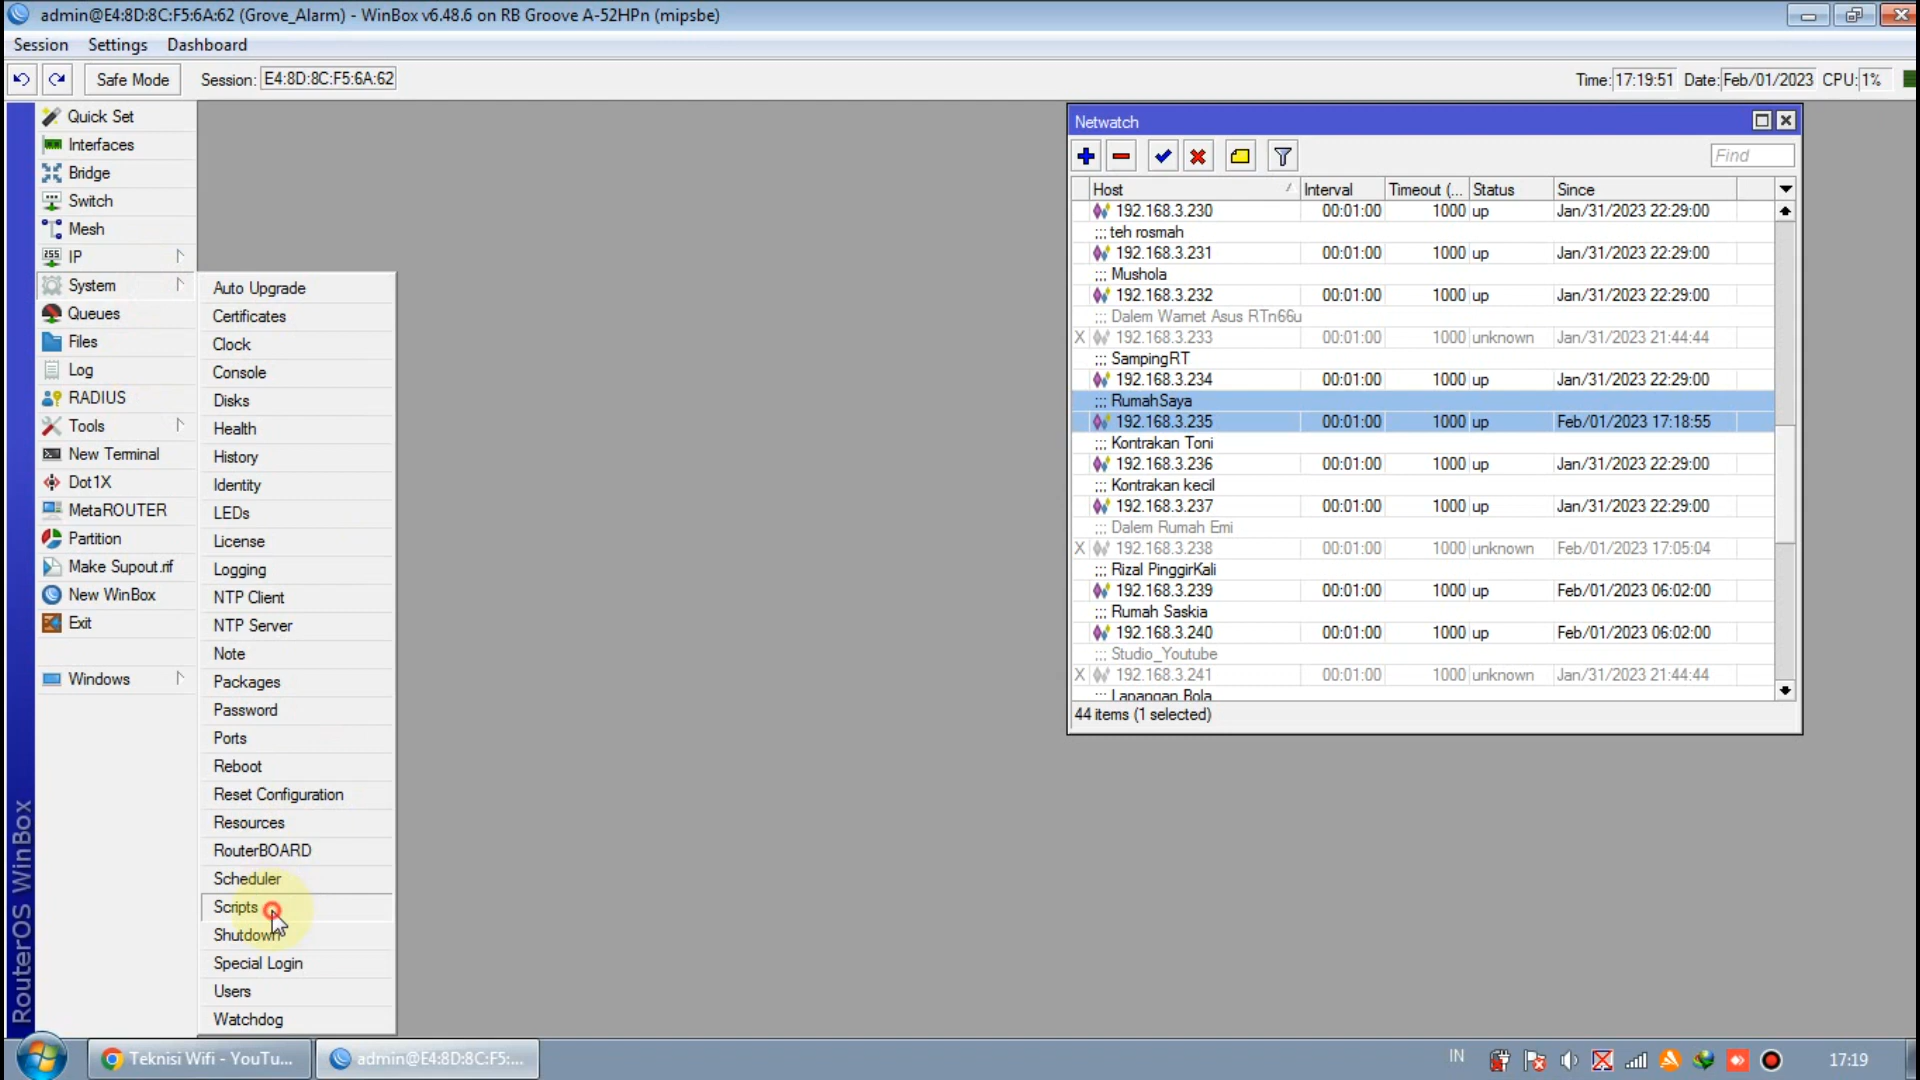 admin@E4:8D:8C:F5:6A:62 (Grove_Alarm) - WinBox v6.48.6 on RB Groove A-52HPn (mipsbe)
Session Settings Dashboard
Safe Mode Session: E4:8D:8C:F5:6A:62 Time: 17:19:51 Date: Feb/01/2023 CPU: 1%
Quick Set
Interfaces
Bridge
Switch
Mesh
IP
System
Queues
Files
Log
RADIUS
Tools
New Terminal
Dot1X
MetaROUTER
Partition
Make Supout.rif
New WinBox
Exit
Windows
RouterOS WinBox
Auto Upgrade
Certificates
Clock
Console
Disks
Health
History
Identity
LEDs
License
Logging
NTP Client
NTP Server
Note
Packages
Password
Ports
Reboot
Reset Configuration
Resources
RouterBOARD
Scheduler
Scripts
Shutdown
Special Login
Users
Watchdog
Netwatch
Find
Host Interval Timeout (... Status Since
192.168.3.230 00:01:00 1000 up Jan/31/2023 22:29:00
;;; teh rosmah
192.168.3.231 00:01:00 1000 up Jan/31/2023 22:29:00
;;; Mushola
192.168.3.232 00:01:00 1000 up Jan/31/2023 22:29:00
;;; Dalem Warnet Asus RTn66u
X 192.168.3.233 00:01:00 1000 unknown Jan/31/2023 21:44:44
;;; SampingRT
192.168.3.234 00:01:00 1000 up Jan/31/2023 22:29:00
;;; RumahSaya
192.168.3.235 00:01:00 1000 up Feb/01/2023 17:18:55
;;; Kontrakan Toni
192.168.3.236 00:01:00 1000 up Jan/31/2023 22:29:00
;;; Kontrakan kecil
192.168.3.237 00:01:00 1000 up Jan/31/2023 22:29:00
;;; Dalem Rumah Emi
X 192.168.3.238 00:01:00 1000 unknown Feb/01/2023 17:05:04
;;; Rizal PinggirKali
192.168.3.239 00:01:00 1000 up Feb/01/2023 06:02:00
;;; Rumah Saskia
192.168.3.240 00:01:00 1000 up Feb/01/2023 06:02:00
;;; Studio_Youtube
X 192.168.3.241 00:01:00 1000 unknown Jan/31/2023 21:44:44
;;; Lapangan Bola
44 items (1 selected)
Teknisi Wifi - YouTu... admin@E4:8D:8C:F5:... IN 17:19